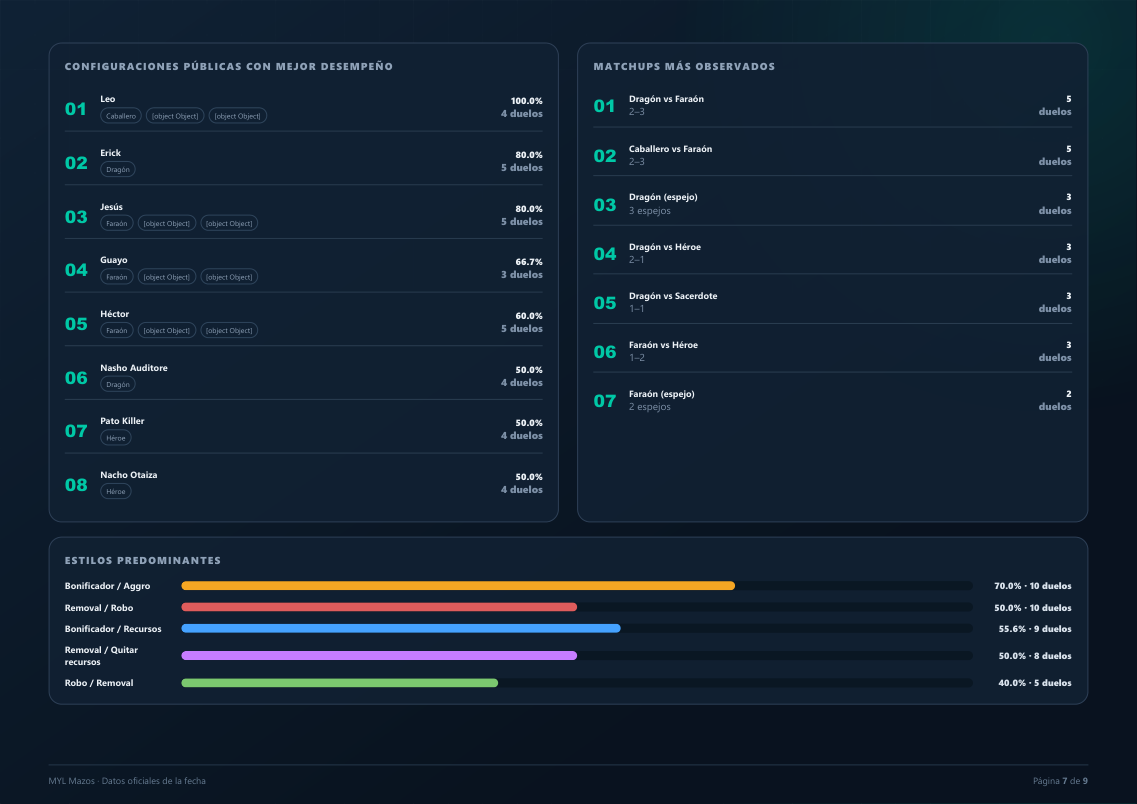 CONFIGURACIONES PÚBLICAS CON MEJOR DESEMPEÑO
01
Leo
Caballero [object Object] [object Object]
100.0%
4 duelos
02
Erick
Dragón
80.0%
5 duelos
03
Jesús
Faraón [object Object] [object Object]
80.0%
5 duelos
04
Guayo
Faraón [object Object] [object Object]
66.7%
3 duelos
05
Héctor
Faraón [object Object] [object Object]
60.0%
5 duelos
06
Nasho Auditore
Dragón
50.0%
4 duelos
07
Pato Killer
Héroe
50.0%
4 duelos
08
Nacho Otaiza
Héroe
50.0%
4 duelos
MATCHUPS MÁS OBSERVADOS
01
Dragón vs Faraón
2–3
5
duelos
02
Caballero vs Faraón
2–3
5
duelos
03
Dragón (espejo)
3 espejos
3
duelos
04
Dragón vs Héroe
2–1
3
duelos
05
Dragón vs Sacerdote
1–1
3
duelos
06
Faraón vs Héroe
1–2
3
duelos
07
Faraón (espejo)
2 espejos
2
duelos
ESTILOS PREDOMINANTES
Bonificador / Aggro
70.0% · 10 duelos
Removal / Robo
50.0% · 10 duelos
Bonificador / Recursos
55.6% · 9 duelos
Removal / Quitar
recursos
50.0% · 8 duelos
Robo / Removal
40.0% · 5 duelos
MYL Mazos · Datos oficiales de la fecha
Página 7 de 9